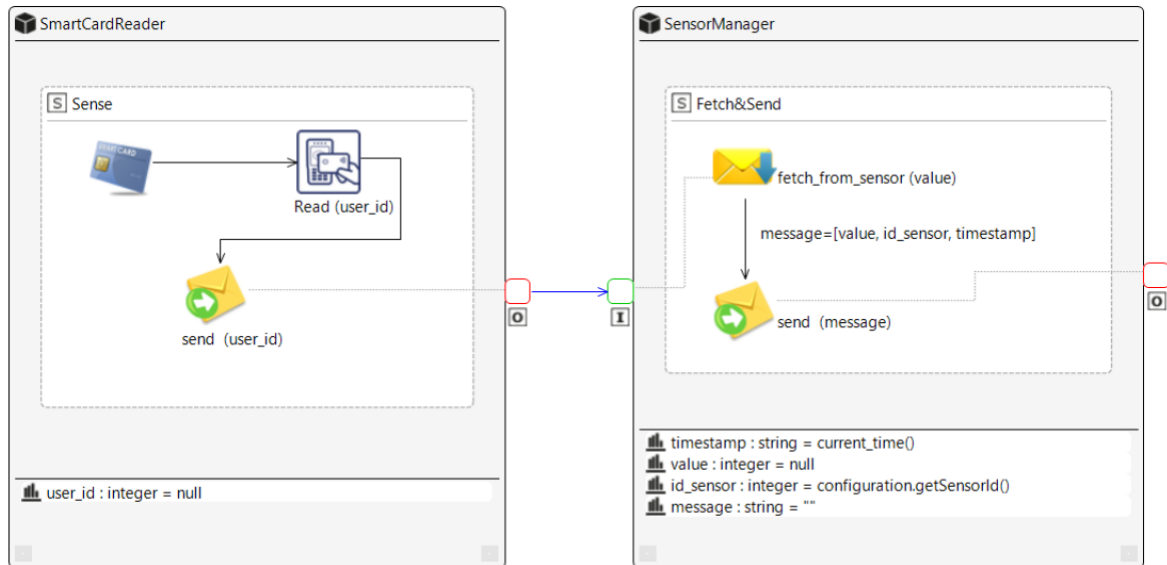 SmartCardReader
S Sense
SMARTCARD
Read (user_id)
send (user_id)
O
user_id : integer = null
I
SensorManager
S Fetch&Send
fetch_from_sensor (value)
message=[value, id_sensor, timestamp]
send (message)
O
timestamp : string = current_time()
value : integer = null
id_sensor : integer = configuration.getSensorId()
message : string = ""